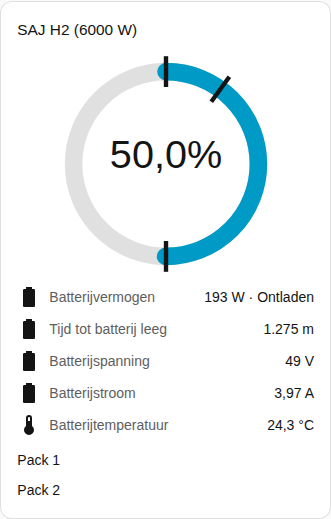 SAJ H2 (6000 W)
50,0%
Batterijvermogen 193 W · Ontladen
Tijd tot batterij leeg 1.275 m
Batterijspanning 49 V
Batterijstroom 3,97 A
Batterijtemperatuur 24,3 °C
Pack 1
Pack 2